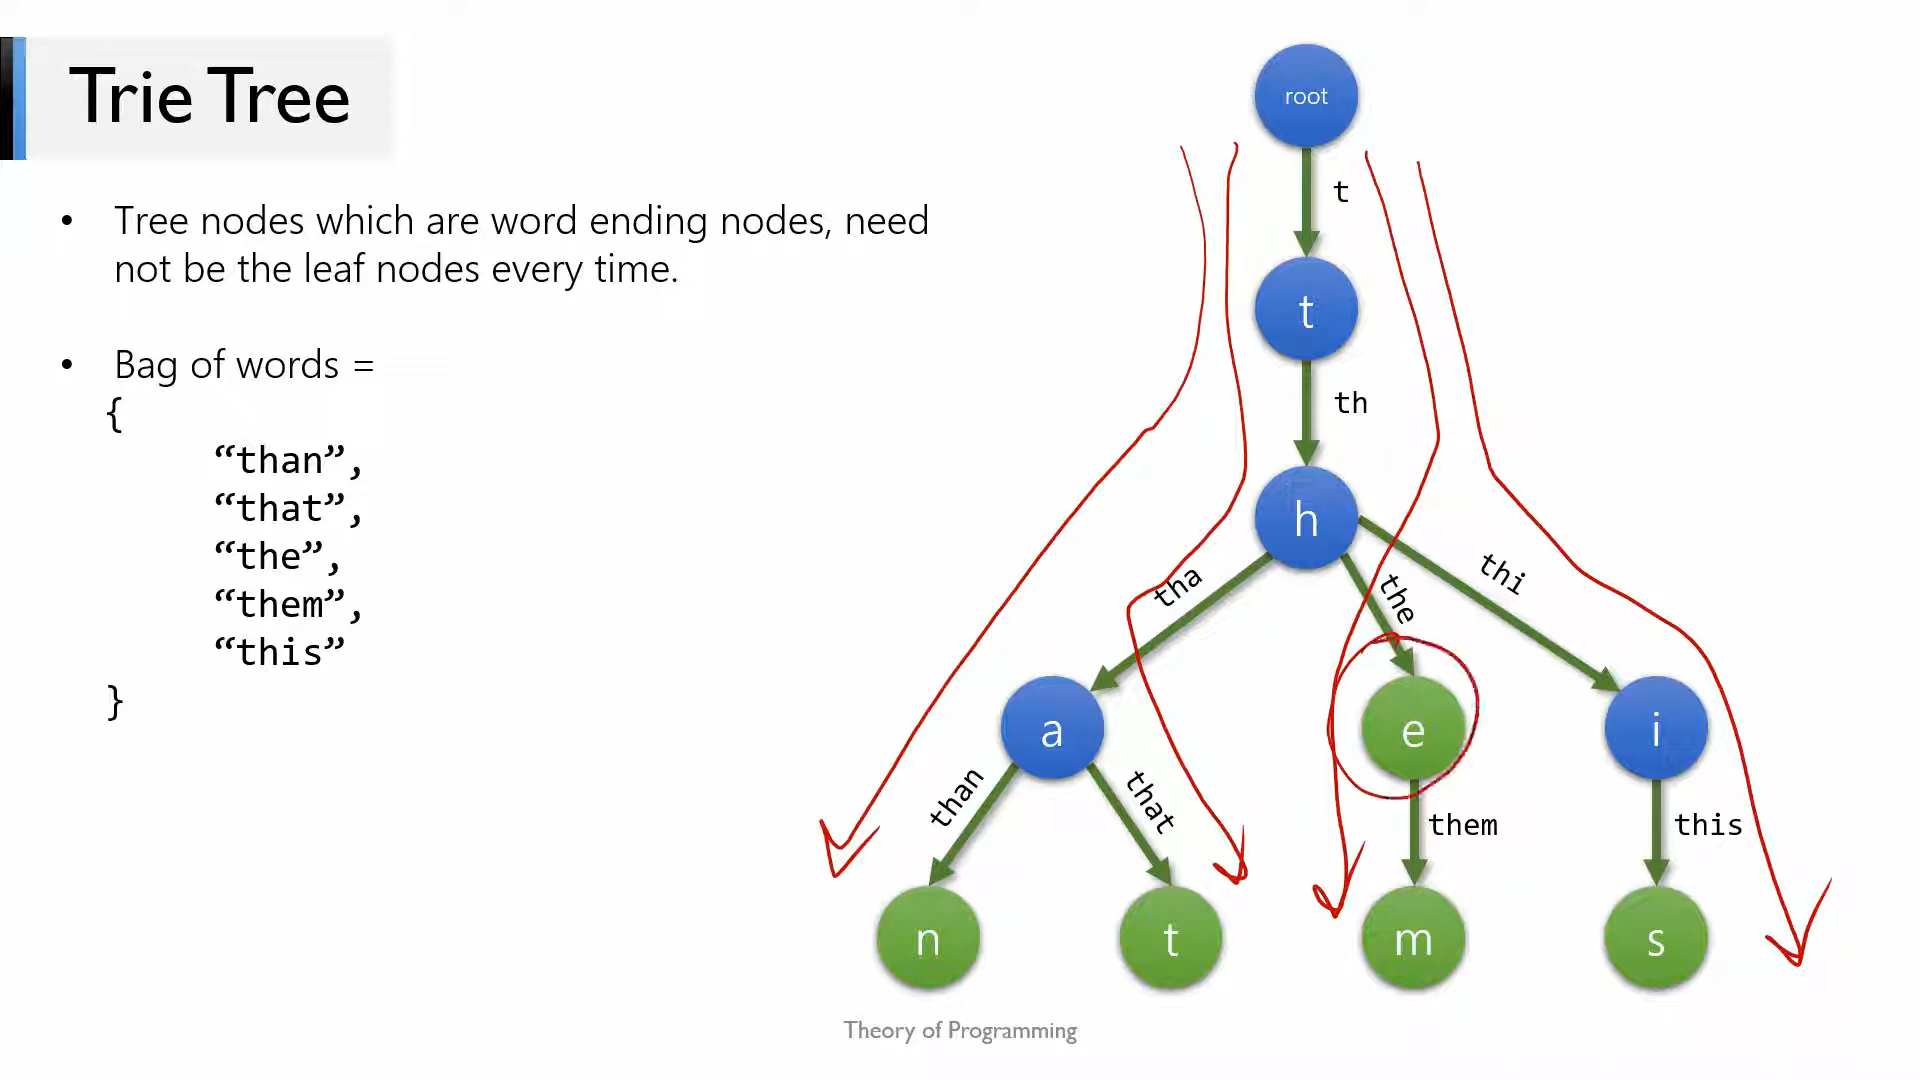 Trie Tree
• Tree nodes which are word ending nodes, need
not be the leaf nodes every time.
• Bag of words =
{
“than”,
“that”,
“the”,
“them”,
“this”
}
root
t
t
th
h
tha
the
thi
a
e
i
than
that
them
this
n
t
m
s
Theory of Programming